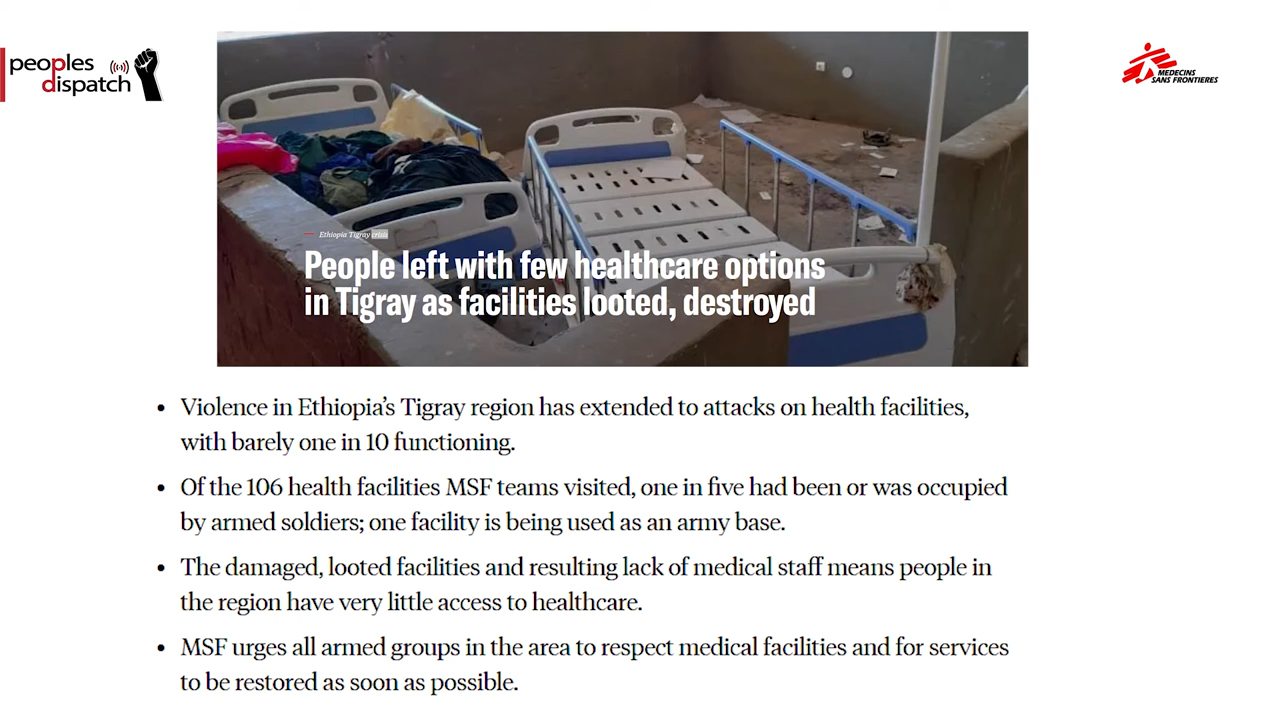 peoples
dispatch
MEDECINS
SANS FRONTIERES
Ethiopia Tigray crisis
People left with few healthcare options
in Tigray as facilities looted, destroyed
• Violence in Ethiopia’s Tigray region has extended to attacks on health facilities,
with barely one in 10 functioning.
• Of the 106 health facilities MSF teams visited, one in five had been or was occupied
by armed soldiers; one facility is being used as an army base.
• The damaged, looted facilities and resulting lack of medical staff means people in
the region have very little access to healthcare.
• MSF urges all armed groups in the area to respect medical facilities and for services
to be restored as soon as possible.